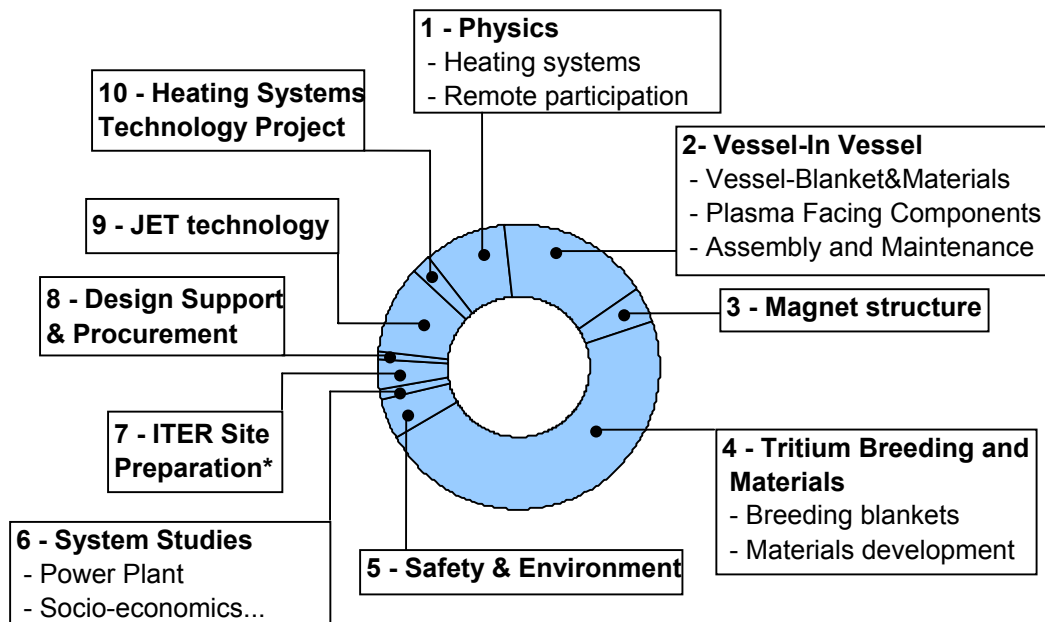 1 - Physics
- Heating systems
- Remote participation
2- Vessel-In Vessel
- Vessel-Blanket&Materials
- Plasma Facing Components
- Assembly and Maintenance
3 - Magnet structure
4 - Tritium Breeding and
Materials
- Breeding blankets
- Materials development
5 - Safety & Environment
6 - System Studies
- Power Plant
- Socio-economics...
7 - ITER Site
Preparation*
8 - Design Support
& Procurement
9 - JET technology
10 - Heating Systems
Technology Project